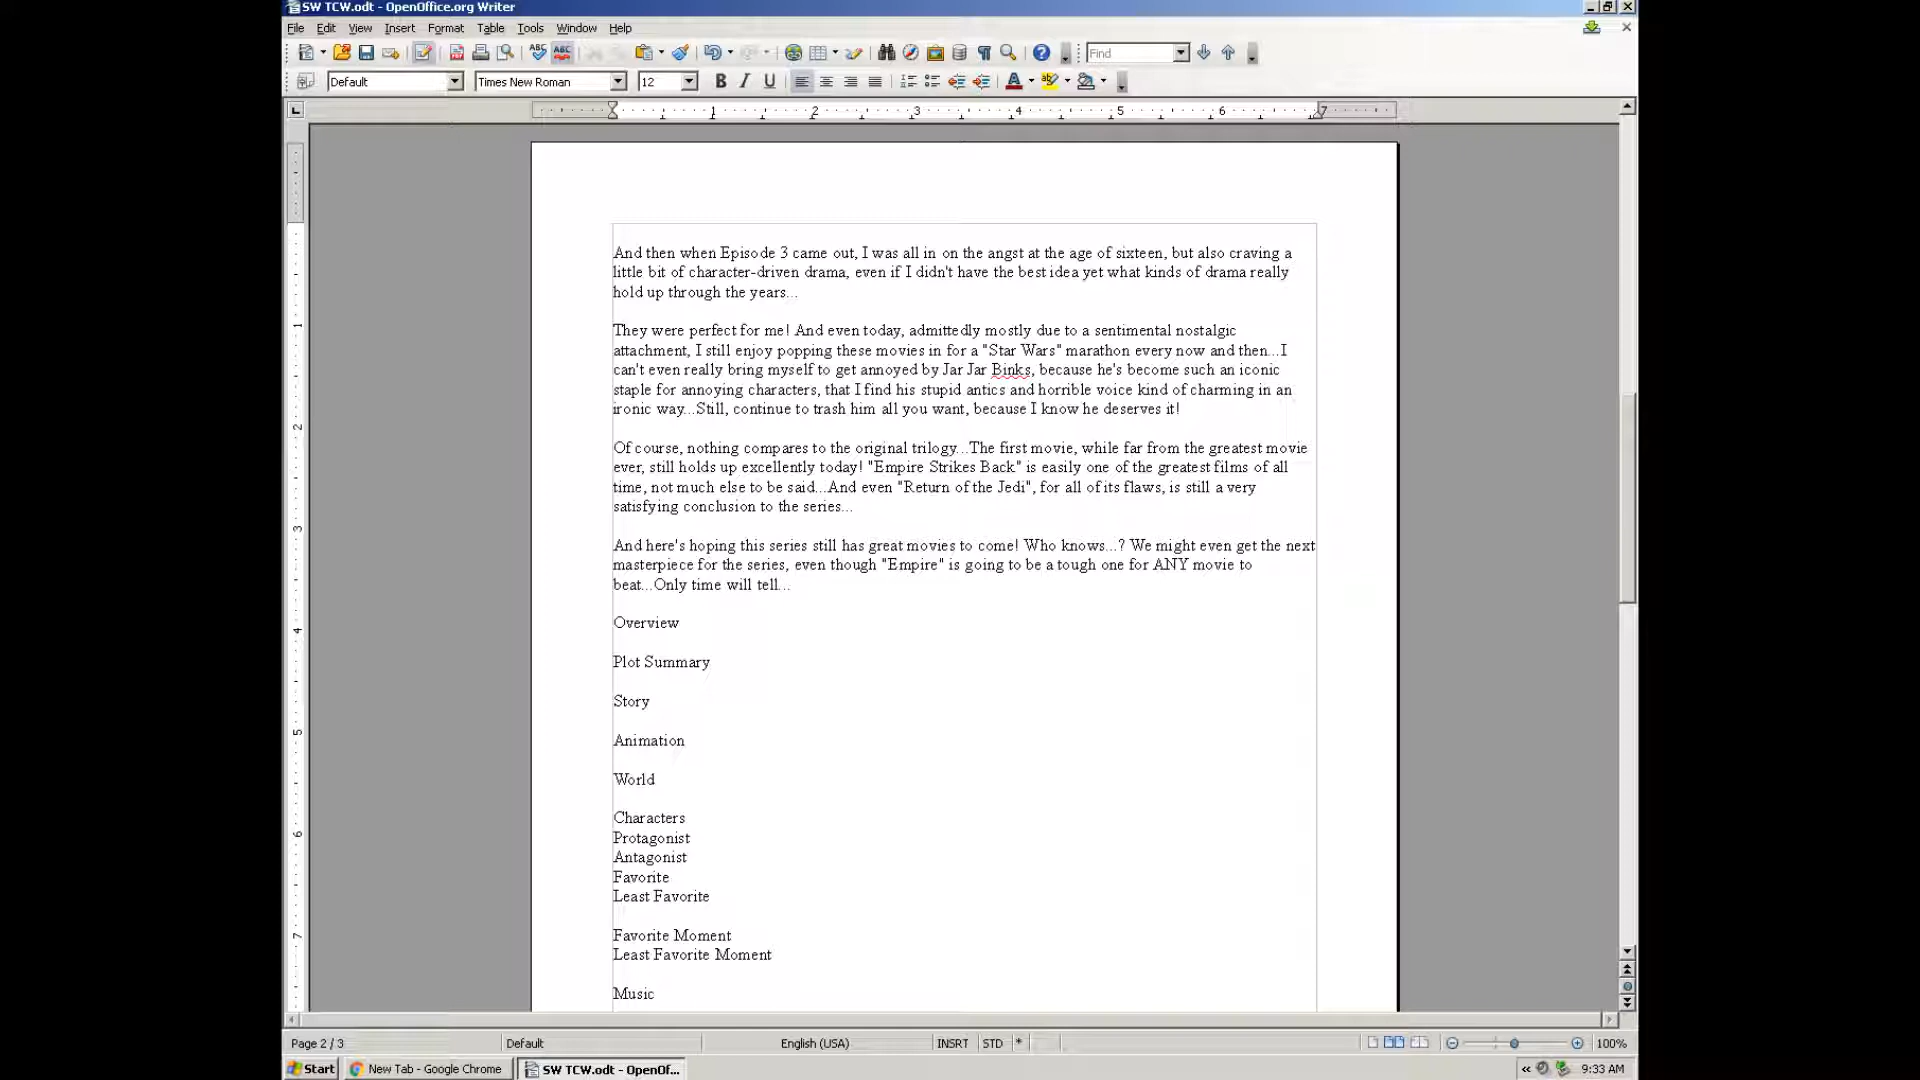 SW TCW.odt - OpenOffice.org Writer
File Edit View Insert Format Table Tools Window Help
Find
Default Times New Roman 12
1 2 3 4 5 6 7
And then when Episode 3 came out, I was all in on the angst at the age of sixteen, but also craving a
little bit of character-driven drama, even if I didn't have the best idea yet what kinds of drama really
hold up through the years...
They were perfect for me! And even today, admittedly mostly due to a sentimental nostalgic
attachment, I still enjoy popping these movies in for a "Star Wars" marathon every now and then...I
can't even really bring myself to get annoyed by Jar Jar Binks, because he's become such an iconic
staple for annoying characters, that I find his stupid antics and horrible voice kind of charming in an
ironic way...Still, continue to trash him all you want, because I know he deserves it!
Of course, nothing compares to the original trilogy...The first movie, while far from the greatest movie
ever, still holds up excellently today! "Empire Strikes Back" is easily one of the greatest films of all
time, not much else to be said...And even "Return of the Jedi", for all of its flaws, is still a very
satisfying conclusion to the series...
And here's hoping this series still has great movies to come! Who knows...? We might even get the next
masterpiece for the series, even though "Empire" is going to be a tough one for ANY movie to
beat...Only time will tell...
Overview
Plot Summary
Story
Animation
World
Characters
Protagonist
Antagonist
Favorite
Least Favorite
Favorite Moment
Least Favorite Moment
Music
1
2
3
4
5
6
7
Page 2 / 3 Default English (USA) INSRT STD * 100%
Start New Tab - Google Chrome SW TCW.odt - OpenOf... « 9:33 AM